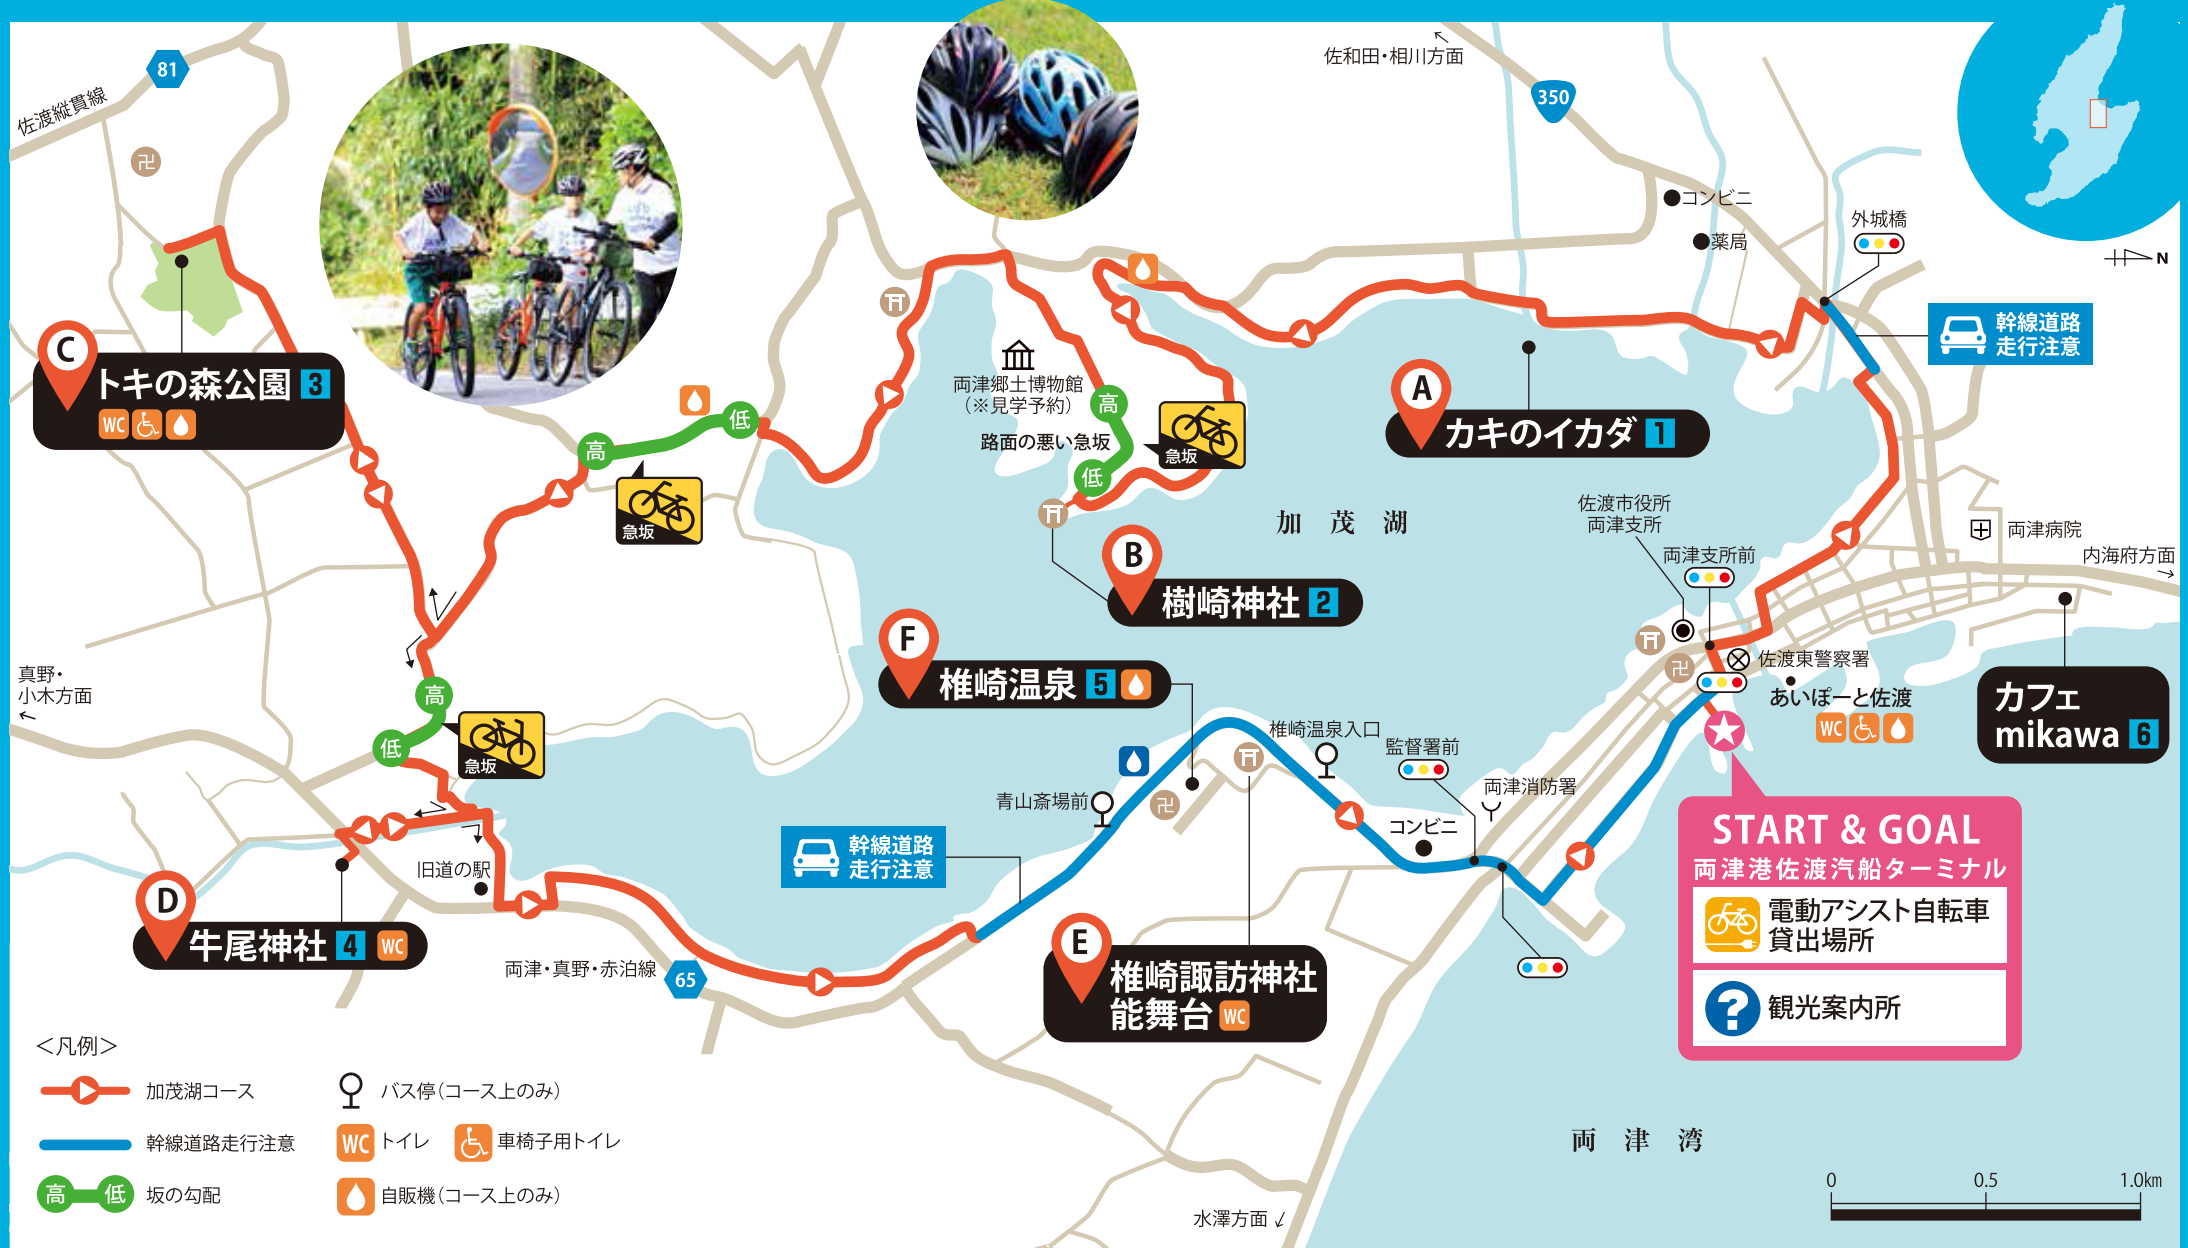 佐和田・相川方面
350
81
佐渡縦貫線
コンビニ
薬局
外城橋
N
幹線道路
走行注意
C
トキの森公園 3
WC
高
低
急坂
両津郷土博物館
（※見学予約）
路面の悪い急坂
高
低
急坂
A
カキのイカダ 1
加茂湖
B
樹崎神社 2
佐渡市役所
両津支所
両津支所前
両津病院
内海府方面
佐渡東警察署
あいぽーと佐渡
WC
カフェ
mikawa 6
F
椎崎温泉 5
真野・
小木方面
高
低
急坂
椎崎温泉入口
監督署前
青山斎場前
両津消防署
コンビニ
幹線道路
走行注意
旧道の駅
D
牛尾神社 4 WC
両津・真野・赤泊線
65
E
椎崎諏訪神社
能舞台 WC
START & GOAL
両津港佐渡汽船ターミナル
電動アシスト自転車
貸出場所
?
観光案内所
両津湾
水澤方面
0 0.5 1.0km
＜凡例＞
加茂湖コース
幹線道路走行注意
高 低 坂の勾配
バス停（コース上のみ）
WC トイレ 車椅子用トイレ
自販機（コース上のみ）